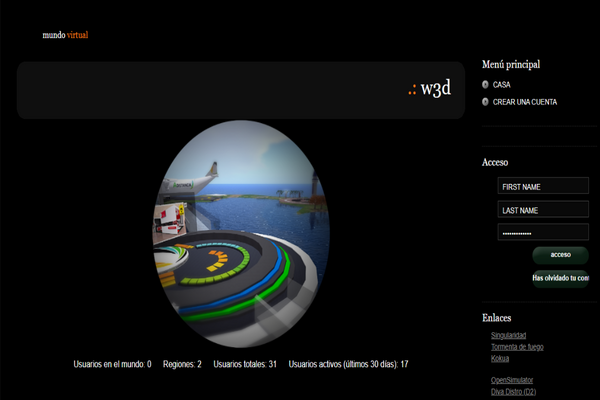 mundo virtual
.: w3d
Usuarios en el mundo: 0 Regiones: 2 Usuarios totales: 31 Usuarios activos (últimos 30 días): 17
Menú principal
CASA
CREAR UNA CUENTA
Acceso
FIRST NAME
LAST NAME
•••••••••••••
acceso
Has olvidado tu con
Enlaces
Singularidad
Tormenta de fuego
Kokua
OpenSimulator
Diva Distro (D2)